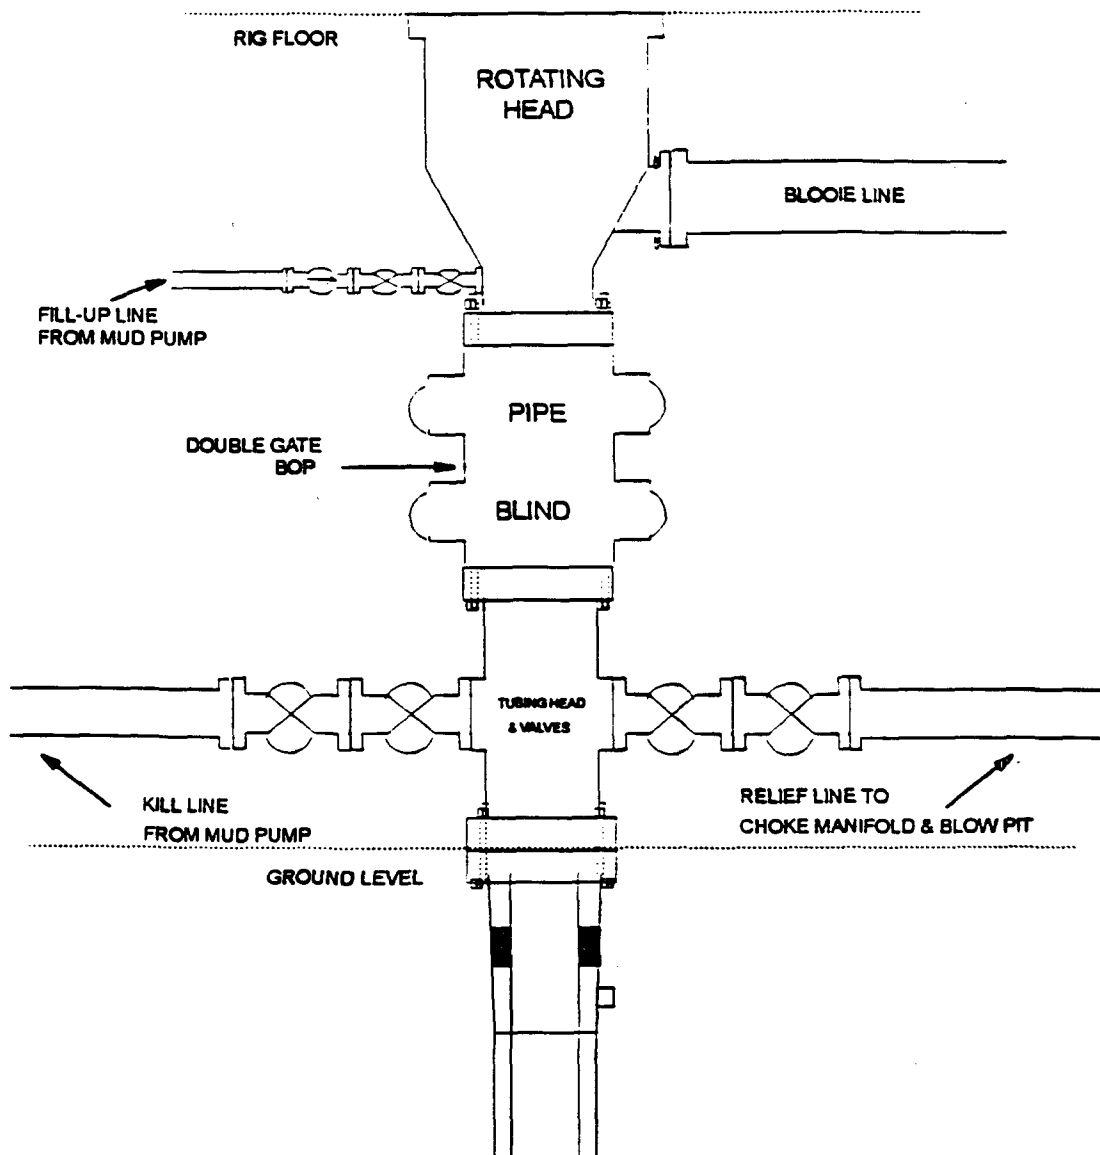 RIG FLOOR
ROTATING
HEAD
BLOOIE LINE
FILL-UP LINE
FROM MUD PUMP
PIPE
DOUBLE GATE
BOP
BLIND
TUBING HEAD
& VALVES
KILL LINE
FROM MUD PUMP
RELIEF LINE TO
CHOKE MANIFOLD & BLOW PIT
GROUND LEVEL